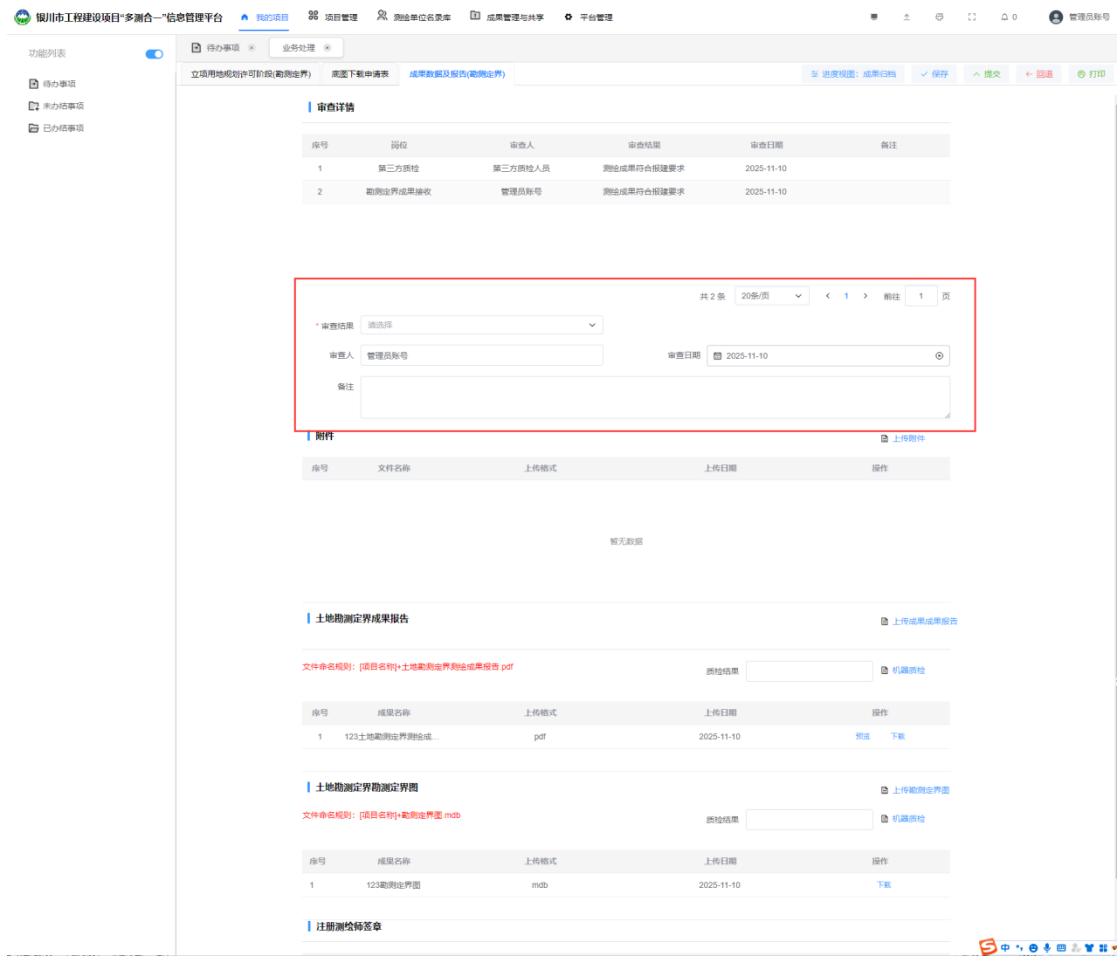 银川市工程建设项目“多测合一”信息管理平台 我的项目 项目管理 测绘单位名录库 成果管理与共享 平台管理 0 管理员账号
功能列表 待办事项 业务处理
待办事项
未办结事项
已办结事项
立项用地规划许可阶段(勘测定界) 底图下载申请表 成果数据及报告(勘测定界) 进度视图：成果归档 保存 提交 回退 打印
审查详情
序号 岗位 审查人 审查结果 审查日期 备注
1 第三方质检 第三方质检人员 测绘成果符合报建要求 2025-11-10
2 勘测定界成果接收 管理员账号 测绘成果符合报建要求 2025-11-10
共 2 条 20条/页 1 前往 1 页
* 审查结果 请选择
审查人 管理员账号 审查日期 2025-11-10
备注
附件 上传附件
序号 文件名称 上传格式 上传日期 操作
暂无数据
土地勘测定界成果报告 上传成果成果报告
文件命名规则：[项目名称]+土地勘测定界测绘成果报告.pdf 质检结果 机器质检
序号 成果名称 上传格式 上传日期 操作
1 123土地勘测定界测绘成... pdf 2025-11-10 预览 下载
土地勘测定界勘测定界图 上传勘测定界图
文件命名规则：[项目名称]+勘测定界图.mdb 质检结果 机器质检
序号 成果名称 上传格式 上传日期 操作
1 123勘测定界图 mdb 2025-11-10 下载
注册测绘师签章
中